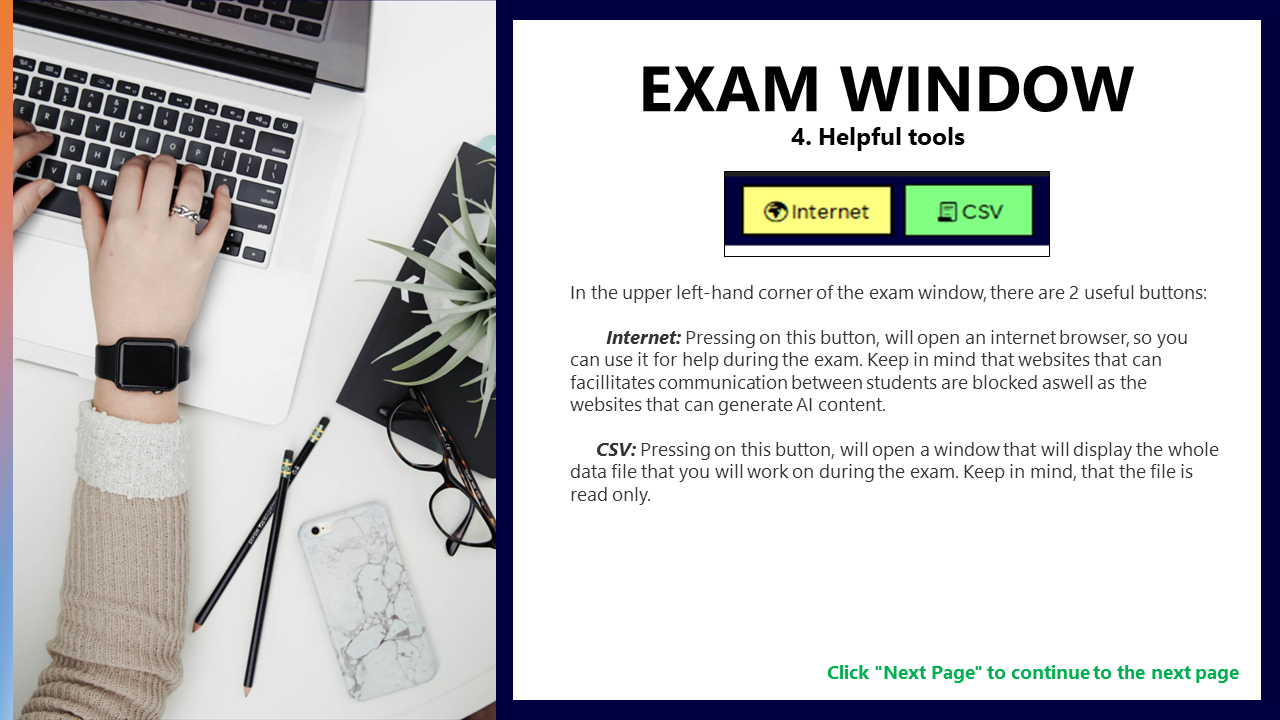 EXAM WINDOW
4. Helpful tools
Internet CSV
In the upper left-hand corner of the exam window, there are 2 useful buttons:
Internet: Pressing on this button, will open an internet browser, so you
can use it for help during the exam. Keep in mind that websites that can
facillitates communication between students are blocked aswell as the
websites that can generate AI content.
CSV: Pressing on this button, will open a window that will display the whole
data file that you will work on during the exam. Keep in mind, that the file is
read only.
Click "Next Page" to continue to the next page